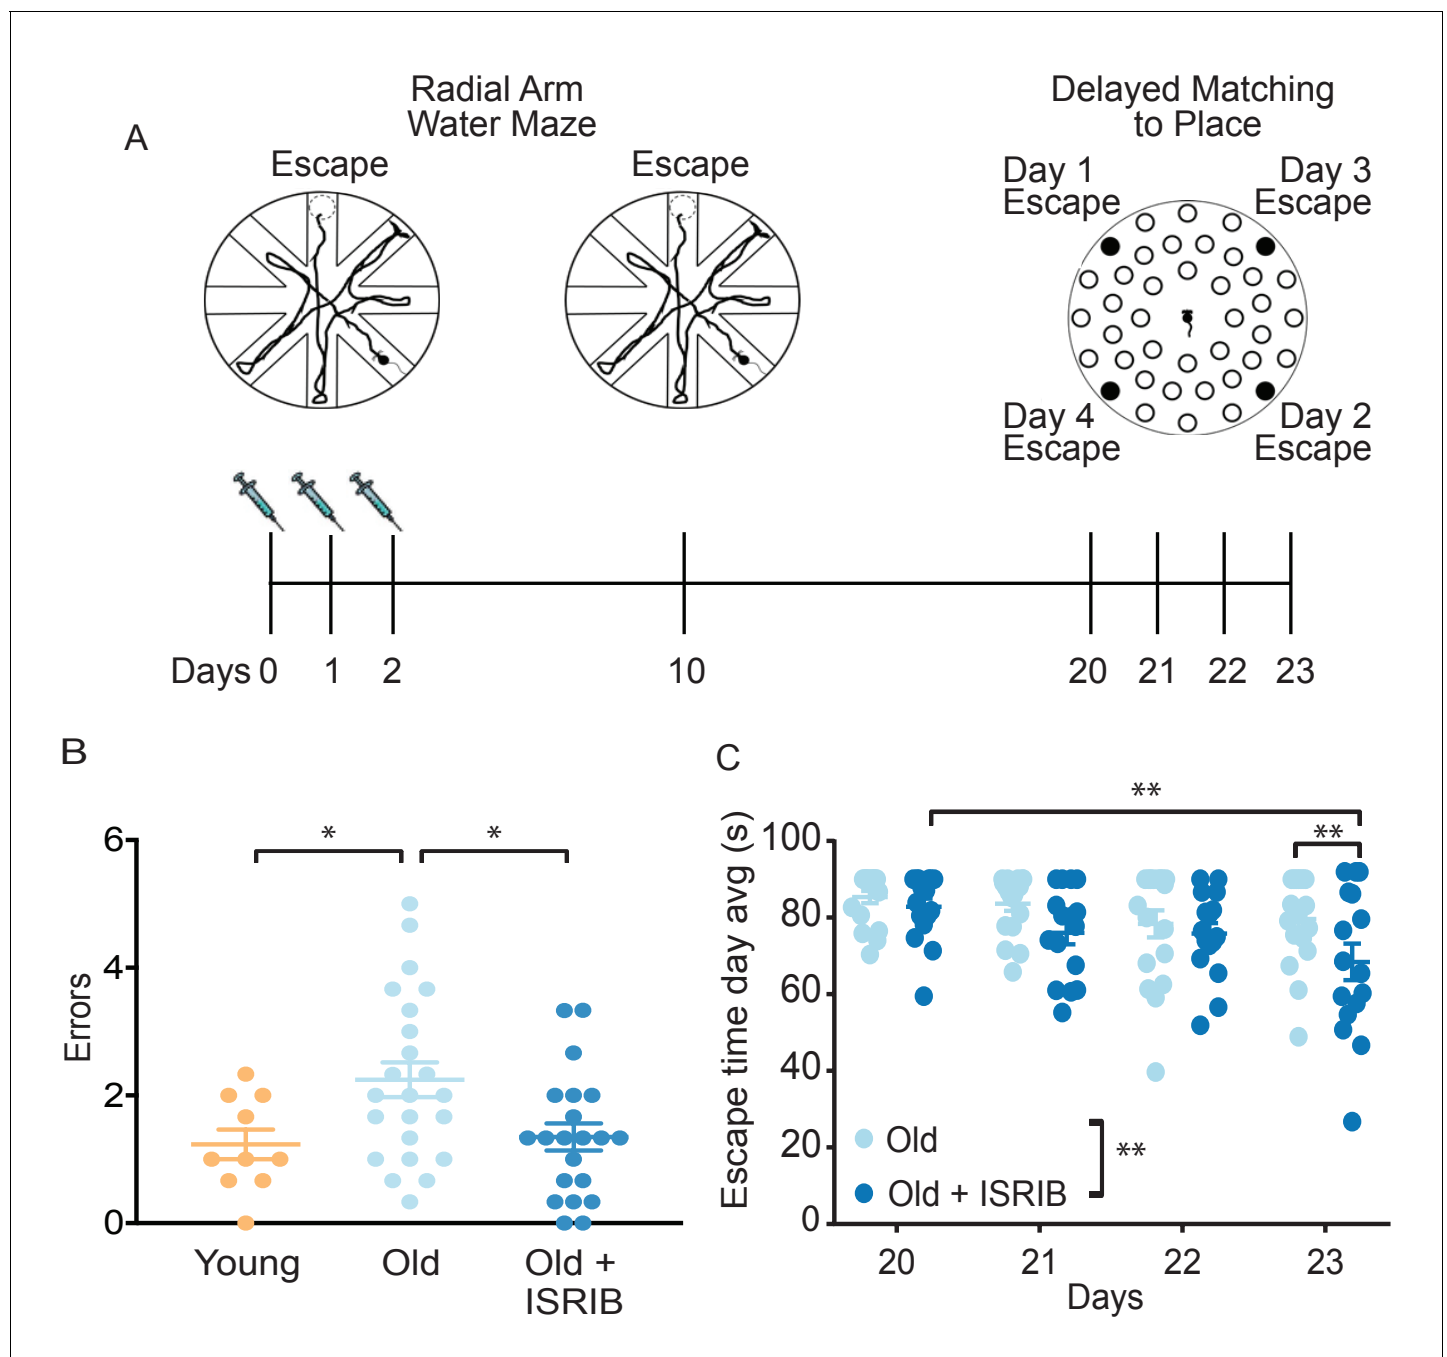 A
Radial Arm
Water Maze
Escape
Escape
Delayed Matching
to Place
Day 1
Escape
Day 3
Escape
Day 4
Escape
Day 2
Escape
Days 0 1 2 10 20 21 22 23
B
Errors
6
4
2
0
*
*
Young
Old
Old +
ISRIB
C
Escape time day avg (s)
100
80
60
40
20
0
**
**
Old
Old + ISRIB
**
20 21 22 23
Days